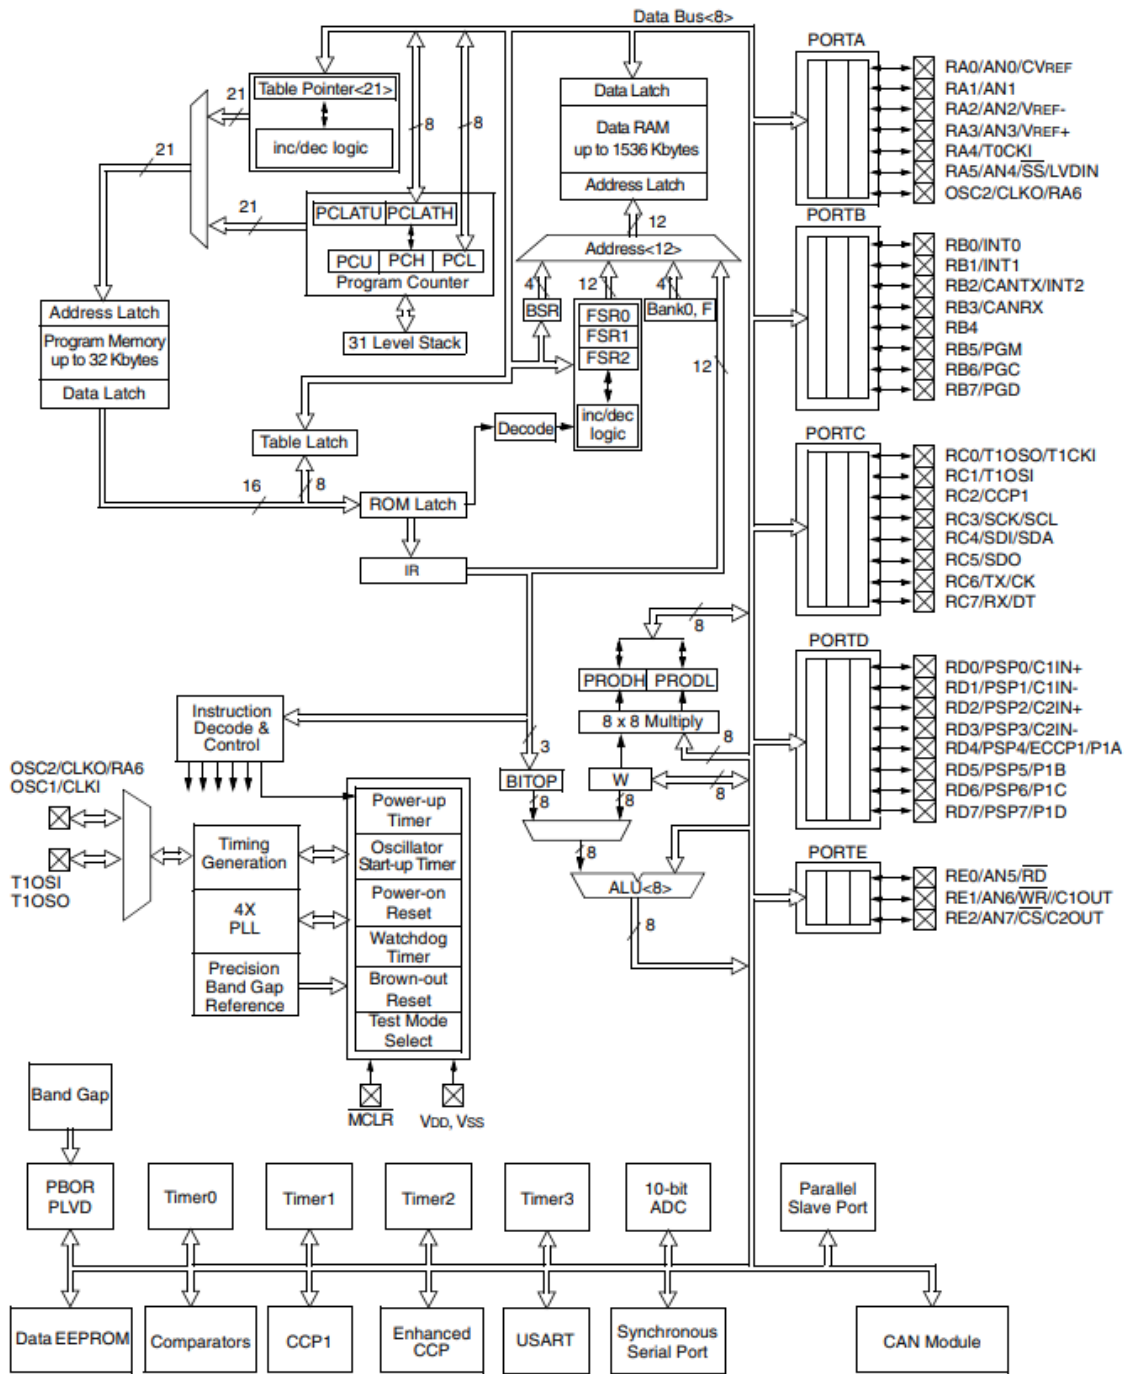 Data Bus<8>
21
Table Pointer<21>
inc/dec logic
8
8
21
21
PCLATU PCLATH
PCU PCH PCL
Program Counter
31 Level Stack
Address Latch
Program Memory
up to 32 Kbytes
Data Latch
16
8
Table Latch
Data Latch
Data RAM
up to 1536 Kbytes
Address Latch
12
Address<12>
4
12
4
BSR
FSR0
FSR1
FSR2
Bank0, F
12
inc/dec
logic
Decode
ROM Latch
IR
8
PRODH PRODL
8 x 8 Multiply
8
3
BITOP
W
8
8
8
8
ALU<8>
8
Instruction
Decode &
Control
OSC2/CLKO/RA6
OSC1/CLKI
T1OSI
T1OSO
Timing
Generation
4X
PLL
Precision
Band Gap
Reference
Power-up
Timer
Oscillator
Start-up Timer
Power-on
Reset
Watchdog
Timer
Brown-out
Reset
Test Mode
Select
MCLR
VDD, VSS
PORTA
RA0/AN0/CVREF
RA1/AN1
RA2/AN2/VREF-
RA3/AN3/VREF+
RA4/T0CKI
RA5/AN4/SS/LVDIN
OSC2/CLKO/RA6
PORTB
RB0/INT0
RB1/INT1
RB2/CANTX/INT2
RB3/CANRX
RB4
RB5/PGM
RB6/PGC
RB7/PGD
PORTC
RC0/T1OSO/T1CKI
RC1/T1OSI
RC2/CCP1
RC3/SCK/SCL
RC4/SDI/SDA
RC5/SDO
RC6/TX/CK
RC7/RX/DT
PORTD
RD0/PSP0/C1IN+
RD1/PSP1/C1IN-
RD2/PSP2/C2IN+
RD3/PSP3/C2IN-
RD4/PSP4/ECCP1/P1A
RD5/PSP5/P1B
RD6/PSP6/P1C
RD7/PSP7/P1D
PORTE
RE0/AN5/RD
RE1/AN6/WR//C1OUT
RE2/AN7/CS/C2OUT
Band Gap
PBOR
PLVD
Timer0
Timer1
Timer2
Timer3
10-bit
ADC
Parallel
Slave Port
Data EEPROM
Comparators
CCP1
Enhanced
CCP
USART
Synchronous
Serial Port
CAN Module